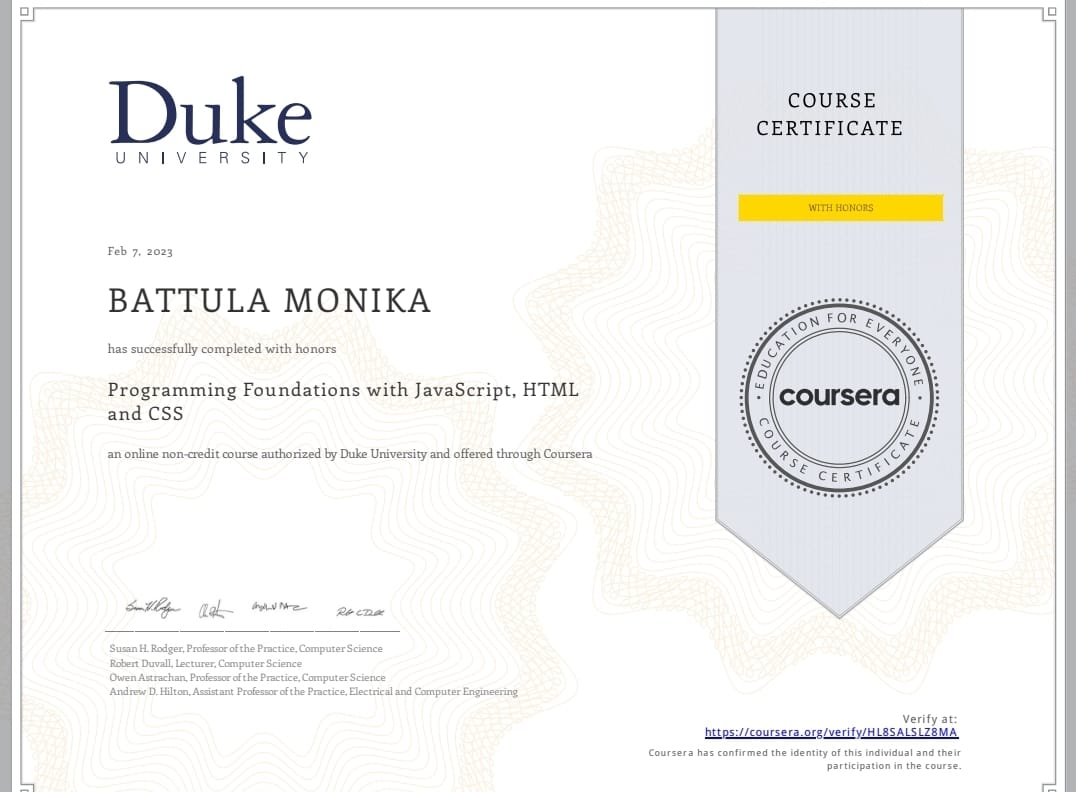 Duke
UNIVERSITY
COURSE
CERTIFICATE
WITH HONORS
Feb 7, 2023
BATTULA MONIKA
has successfully completed with honors
Programming Foundations with JavaScript, HTML
and CSS
an online non-credit course authorized by Duke University and offered through Coursera
EDUCATION FOR EVERYONE
coursera
COURSE CERTIFICATE
Susan H. Rodger, Professor of the Practice, Computer Science
Robert Duvall, Lecturer, Computer Science
Owen Astrachan, Professor of the Practice, Computer Science
Andrew D. Hilton, Assistant Professor of the Practice, Electrical and Computer Engineering
Verify at:
https://coursera.org/verify/HL8SALSLZ8MA
Coursera has confirmed the identity of this individual and their
participation in the course.